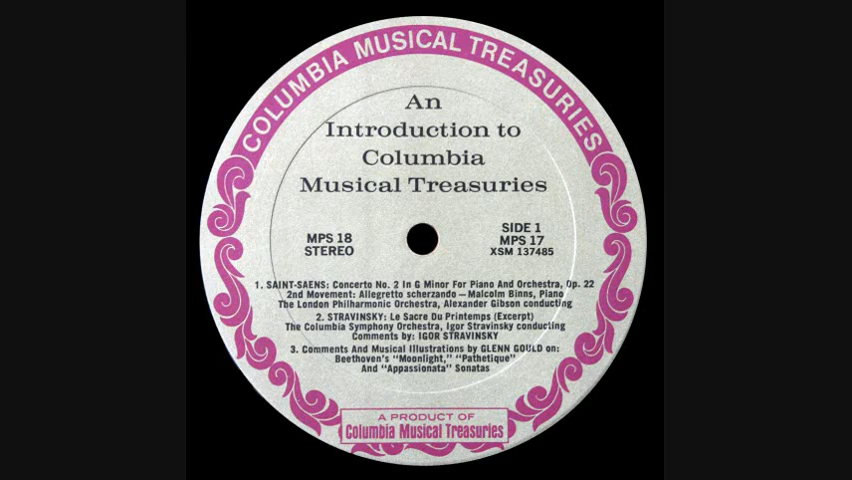 COLUMBIA MUSICAL TREASURIES
An
Introduction to
Columbia
Musical Treasuries
MPS 18
STEREO
SIDE 1
MPS 17
XSM 137485
1. SAINT-SAENS: Concerto No. 2 In G Minor For Piano And Orchestra, Op. 22
2nd Movement: Allegretto scherzando — Malcolm Binns, Piano
The London Philharmonic Orchestra, Alexander Gibson conducting
2. STRAVINSKY: Le Sacre Du Printemps (Excerpt)
The Columbia Symphony Orchestra, Igor Stravinsky conducting
Comments by: IGOR STRAVINSKY
3. Comments And Musical Illustrations by GLENN GOULD on:
Beethoven's "Moonlight," "Pathetique"
And "Appassionata" Sonatas
A PRODUCT OF
Columbia Musical Treasuries